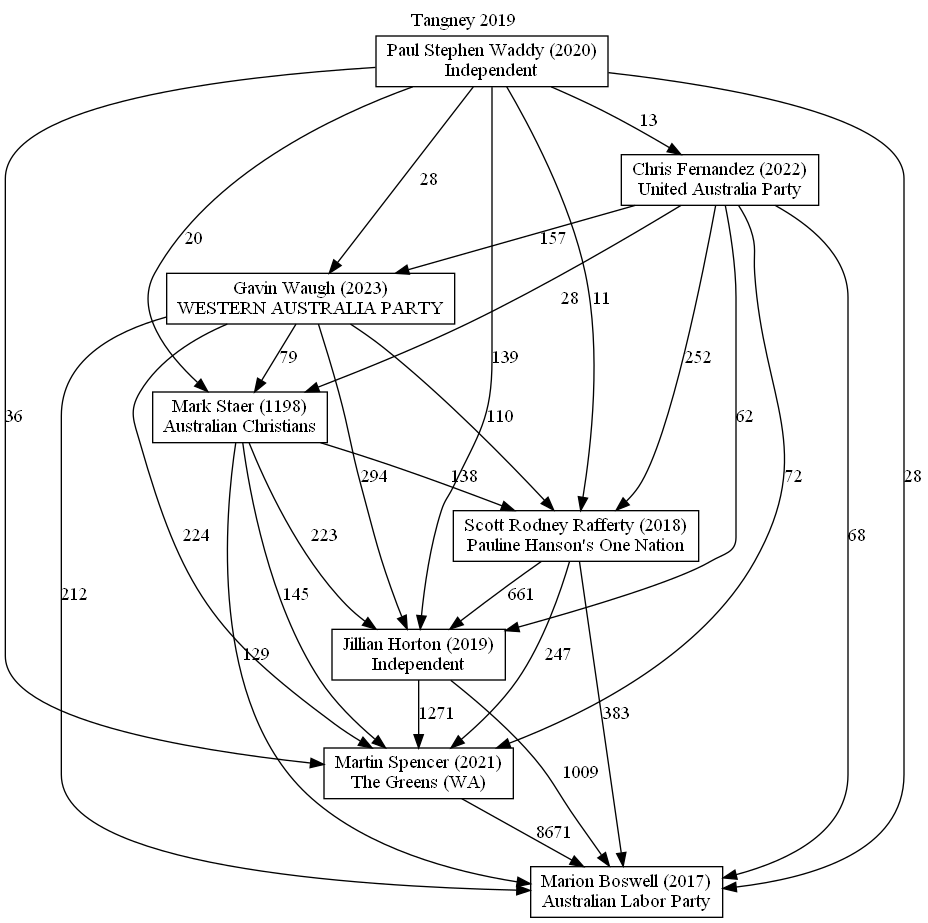 Tangney 2019
Paul Stephen Waddy (2020)
Independent
13
Chris Fernandez (2022)
United Australia Party
28
20
157
Gavin Waugh (2023)
WESTERN AUSTRALIA PARTY
28
11
79
139
252
Mark Staer (1198)
Australian Christians
36
110
62
294
138
72
28
Scott Rodney Rafferty (2018)
Pauline Hanson's One Nation
224
223
68
212
145
661
Jillian Horton (2019)
Independent
129
247
1271
383
Martin Spencer (2021)
The Greens (WA)
1009
8671
Marion Boswell (2017)
Australian Labor Party